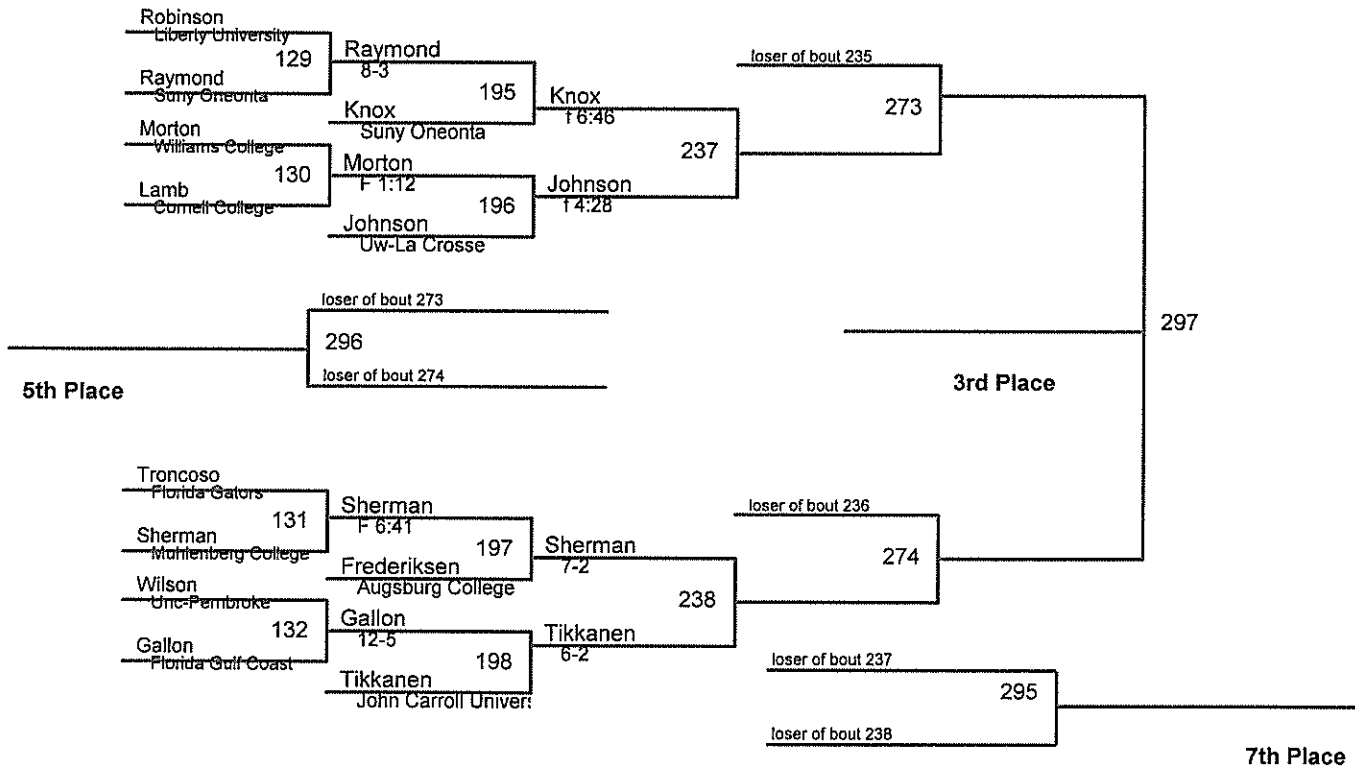 Robinson
Liberty University
129
Raymond
8-3
Raymond
Suny Oneonta
195
Knox
f 6:46
Knox
Suny Oneonta
Morton
Williams College
130
Morton
F 1:12
Lamb
Cornell College
196
Johnson
f 4:28
Johnson
Uw-La Crosse
237
loser of bout 235
273
loser of bout 273
296
loser of bout 274
5th Place
297
3rd Place
Troncoso
Florida Gators
131
Sherman
F 6:41
Sherman
Muhlenberg College
197
Sherman
7-2
Frederiksen
Augsburg College
Wilson
Unc-Pembroke
132
Gallon
12-5
Gallon
Florida Gulf Coast
198
Tikkanen
6-2
Tikkanen
John Carroll Univers
238
loser of bout 236
274
loser of bout 237
295
loser of bout 238
7th Place